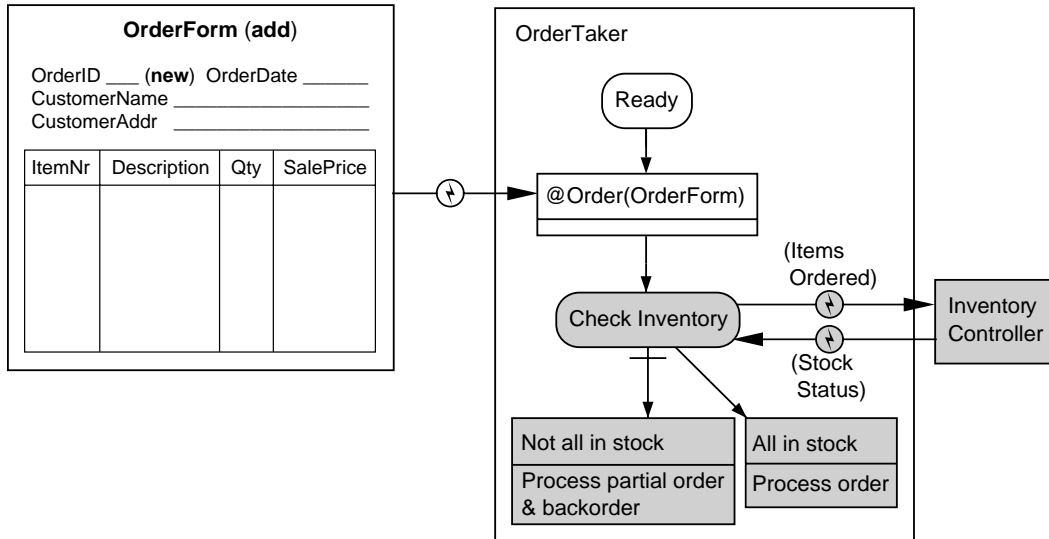 OrderForm (add)
OrderID ___ (new) OrderDate ______
CustomerName __________________
CustomerAddr __________________
ItemNr Description Qty SalePrice
OrderTaker
Ready
@Order(OrderForm)
(Items
Ordered)
Check Inventory
Inventory
Controller
(Stock
Status)
Not all in stock
Process partial order
& backorder
All in stock
Process order